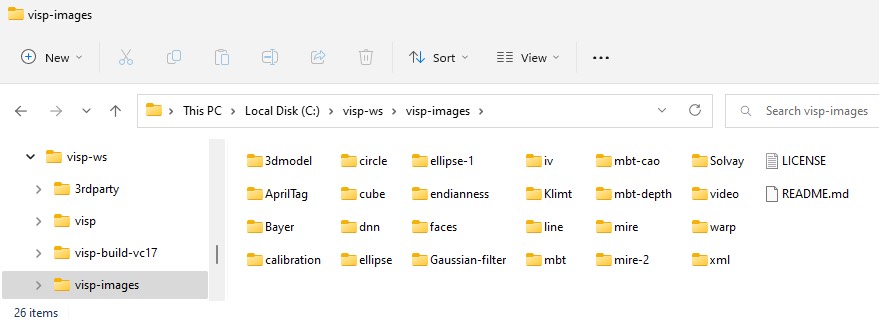 visp-images
New Sort View
This PC Local Disk (C:) visp-ws visp-images Search visp-images
visp-ws
3rdparty
visp
visp-build-vc17
visp-images
3dmodel circle ellipse-1 iv mbt-cao Solvay LICENSE
AprilTag cube endianness Klimt mbt-depth video README.md
Bayer dnn faces line mire warp
calibration ellipse Gaussian-filter mbt mire-2 xml
26 items